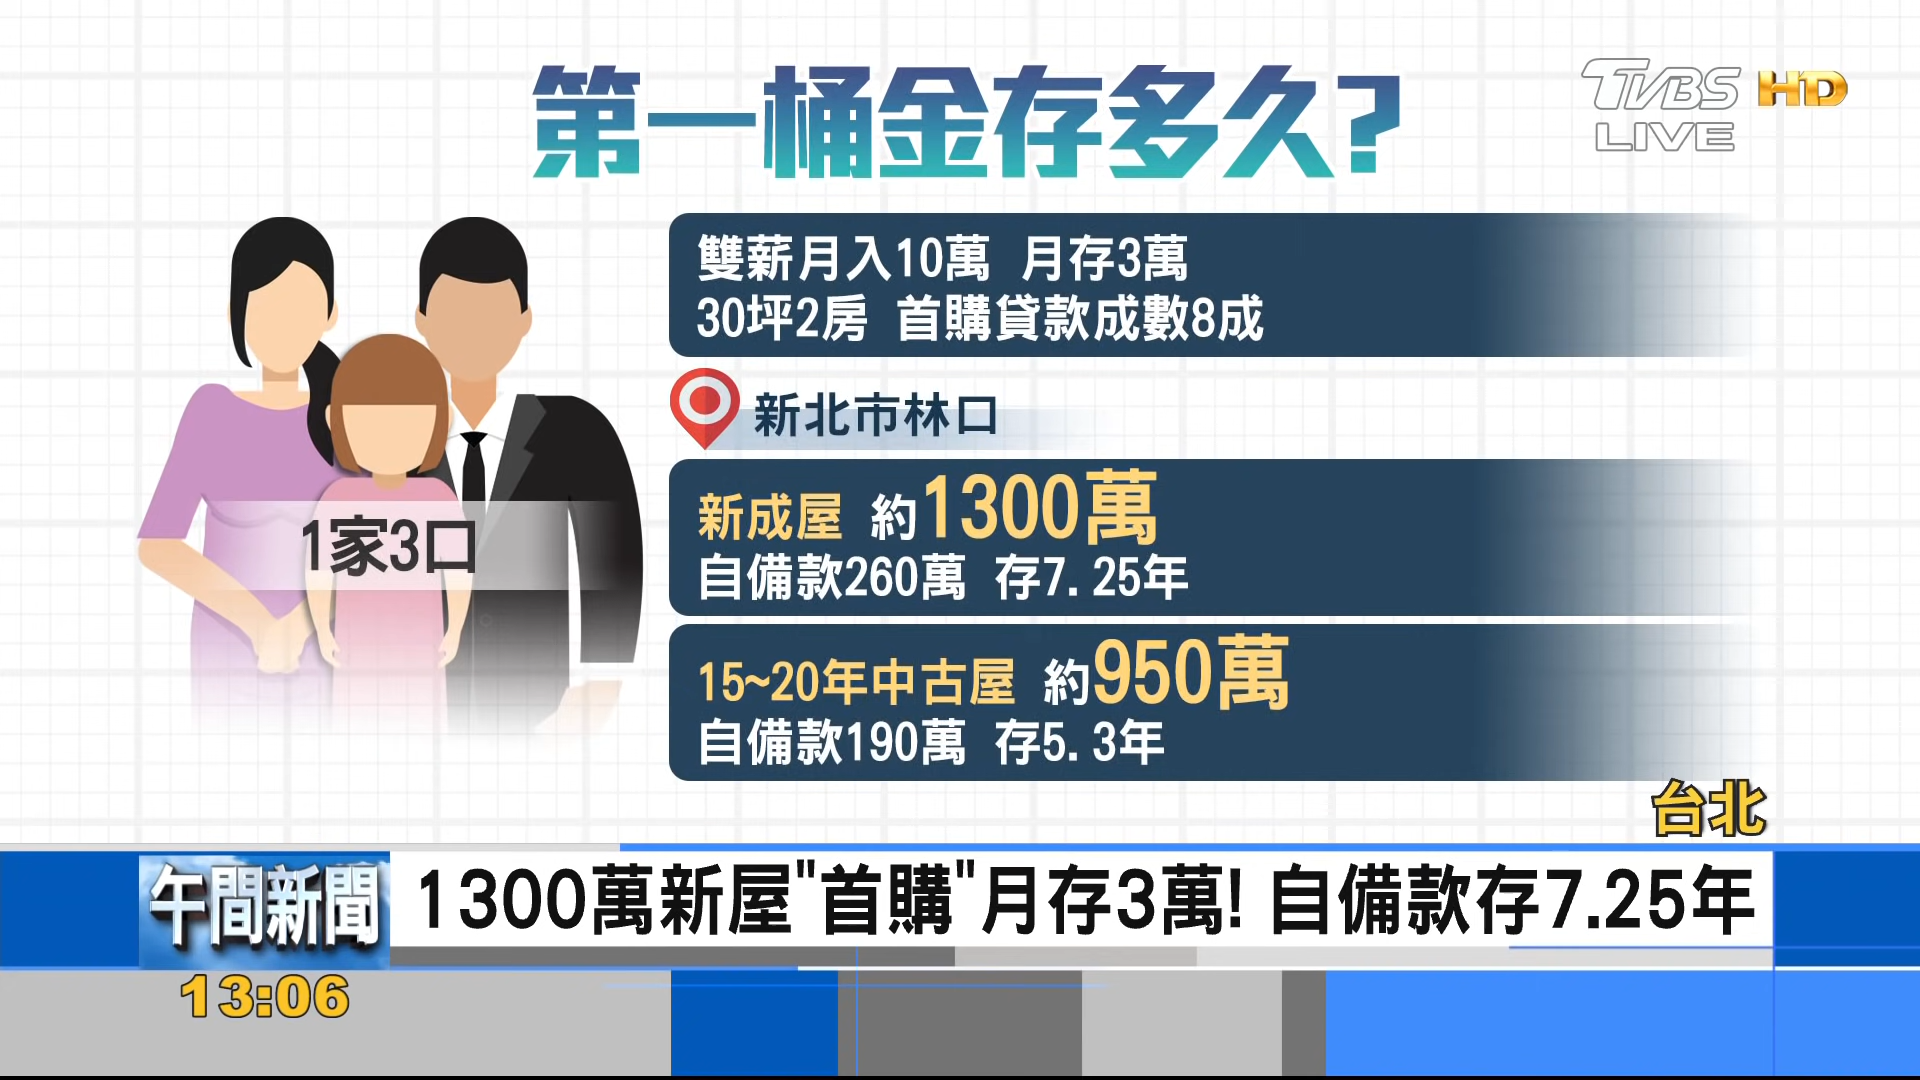 第一桶金存多久?
TVBS HD
LIVE
雙薪月入10萬 月存3萬
30坪2房 首購貸款成數8成
新北市林口
1家3口
新成屋 約1300萬
自備款260萬 存7.25年
15~20年中古屋 約950萬
自備款190萬 存5.3年
台北
午間新聞
1300萬新屋"首購"月存3萬! 自備款存7.25年
13:06